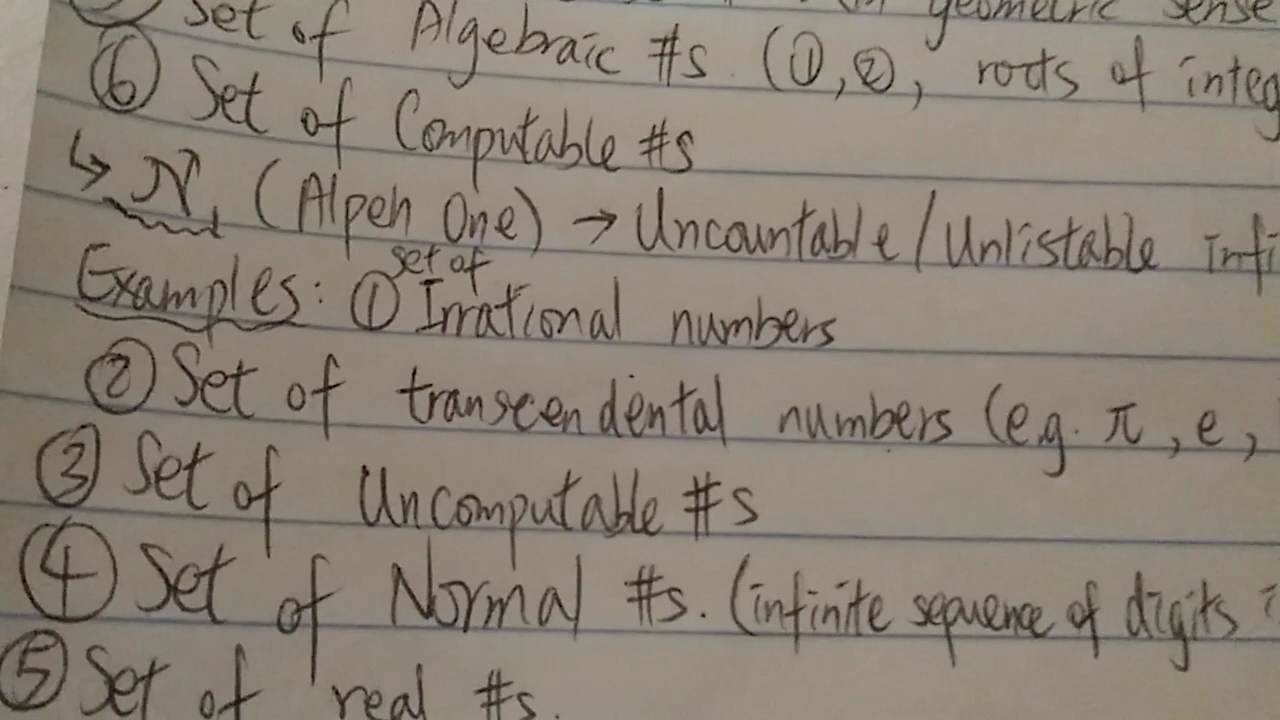 Set of Algebraic #s. (①, ②, roots of integ
geometric sense
⑥ Set of Computable #s
↳ ℵ₁ (Alpeh One) → Uncountable/Unlistable infi
Examples: ① set of Irrational numbers
② Set of transcendental numbers (e.g. π, e,
③ Set of Uncomputable #s
④ Set of Normal #s. (infinite sequence of digits i
⑤ Set of real #s.